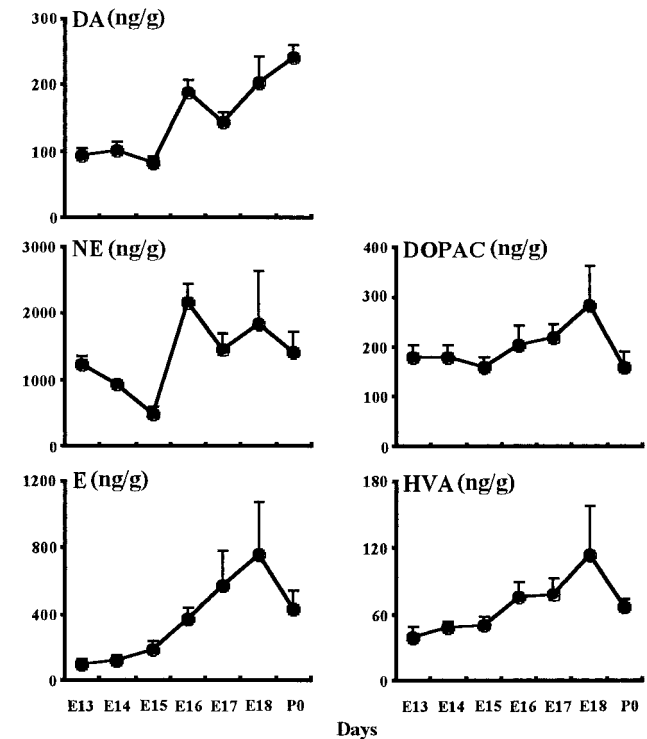 DA (ng/g)
300
200
100
0
NE (ng/g)
3000
2000
1000
0
DOPAC (ng/g)
400
300
200
100
0
E (ng/g)
1200
800
400
0
HVA (ng/g)
180
120
60
0
E13 E14 E15 E16 E17 E18 P0
E13 E14 E15 E16 E17 E18 P0
Days